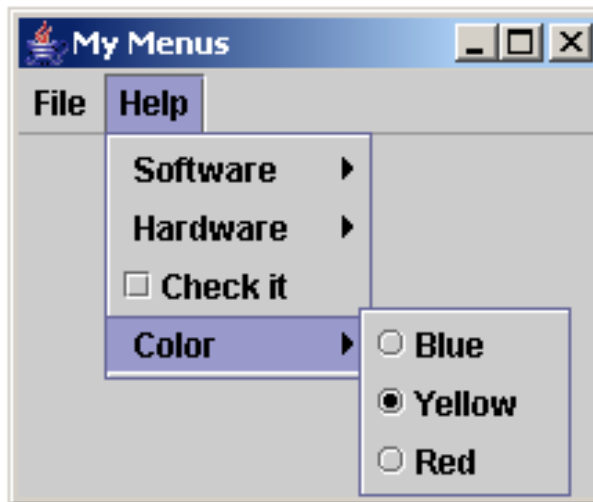 My Menus
File Help
Software
Hardware
Check it
Color
Blue
Yellow
Red